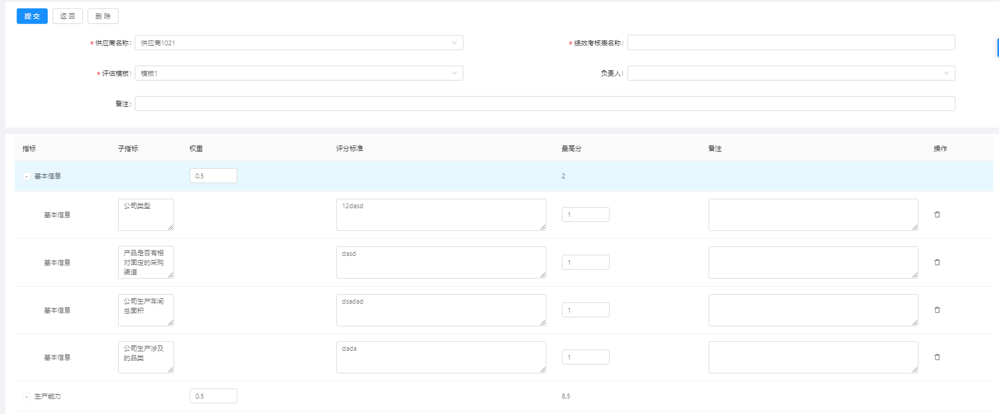 提 交 返 回 删 除
* 供应商名称: 供应商1021 * 绩效考核表名称:
* 评估模板: 模板1 负责人:
备注:
指标 子指标 权重 评分标准 最高分 备注 操作
- 基本信息 0.5 2
基本信息 公司类型 12dasd 1
基本信息 产品是否有相 dasd 1
对固定的采购
渠道
基本信息 公司生产车间 dsadad 1
总面积
基本信息 公司生产涉及 dada 1
的品类
- 生产能力 0.5 8.5